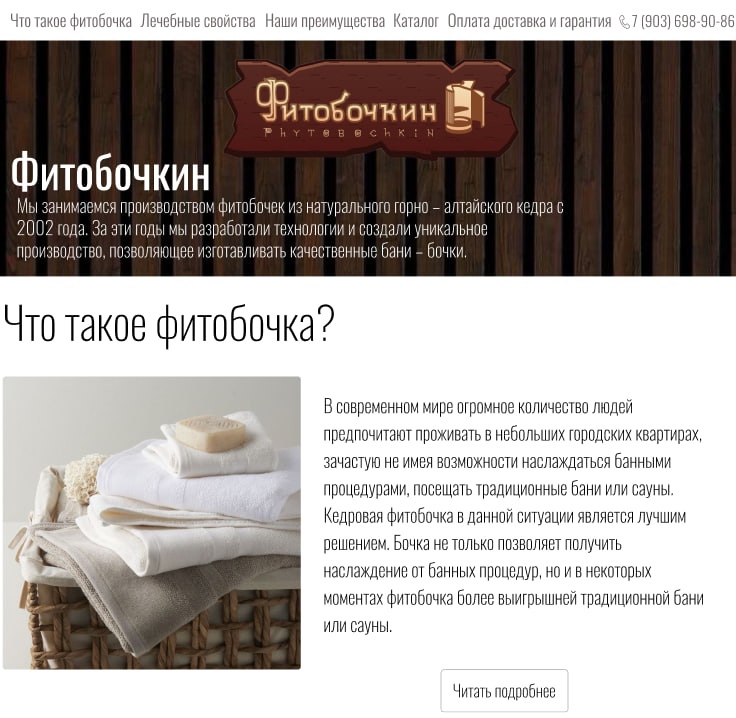 Что такое фитобочка Лечебные свойства Наши преимущества Каталог Оплата доставка и гарантия 7 (903) 698-90-86
Фитобочкин
PHYTOBOCHKIN
Фитобочкин
Мы занимаемся производством фитобочек из натурального горно – алтайского кедра с
2002 года. За эти годы мы разработали технологии и создали уникальное
производство, позволяющее изготавливать качественные бани – бочки.
Что такое фитобочка?
В современном мире огромное количество людей
предпочитают проживать в небольших городских квартирах,
зачастую не имея возможности наслаждаться банными
процедурами, посещать традиционные бани или сауны.
Кедровая фитобочка в данной ситуации является лучшим
решением. Бочка не только позволяет получить
наслаждение от банных процедур, но и в некоторых
моментах фитобочка более выигрышней традиционной бани
или сауны.
Читать подробнее